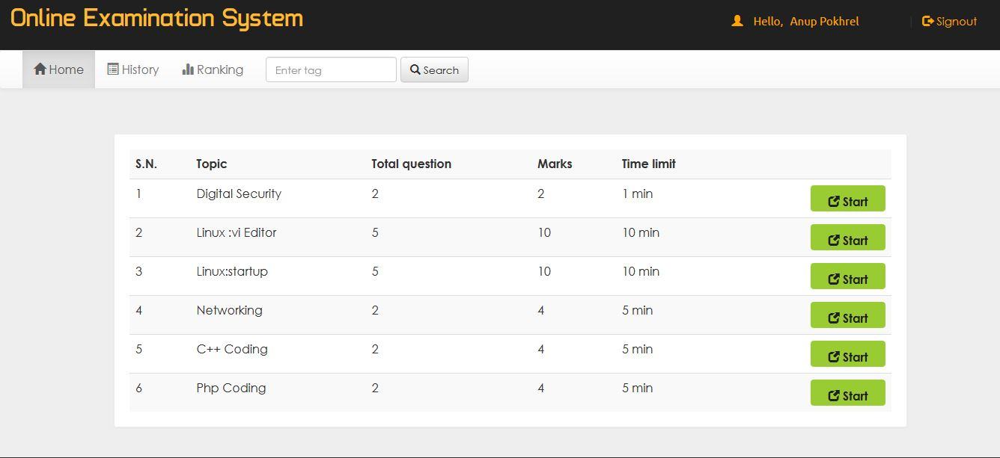 Online Examination System
Hello, Anup Pokhrel | Signout
Home History Ranking Enter tag Search
S.N. Topic Total question Marks Time limit
1 Digital Security 2 2 1 min Start
2 Linux :vi Editor 5 10 10 min Start
3 Linux:startup 5 10 10 min Start
4 Networking 2 4 5 min Start
5 C++ Coding 2 4 5 min Start
6 Php Coding 2 4 5 min Start